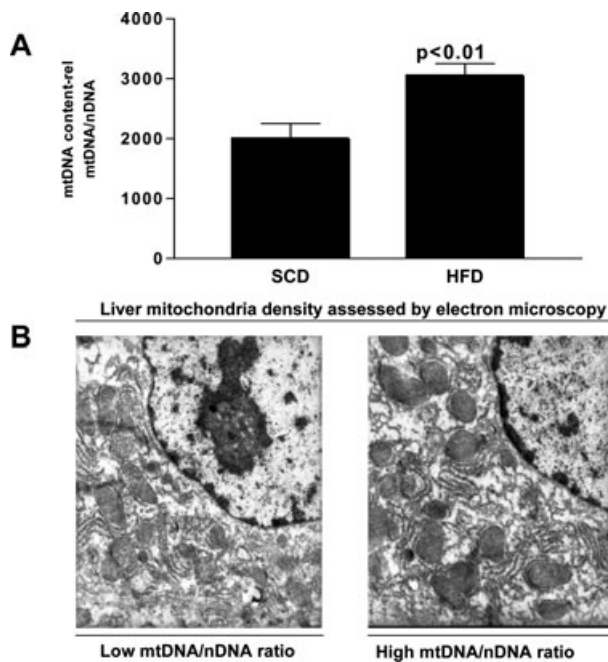 A
mtDNA content-rel
mtDNA/nDNA
4000
3000
2000
1000
0
p<0.01
SCD
HFD
Liver mitochondria density assessed by electron microscopy
B
Low mtDNA/nDNA ratio
High mtDNA/nDNA ratio